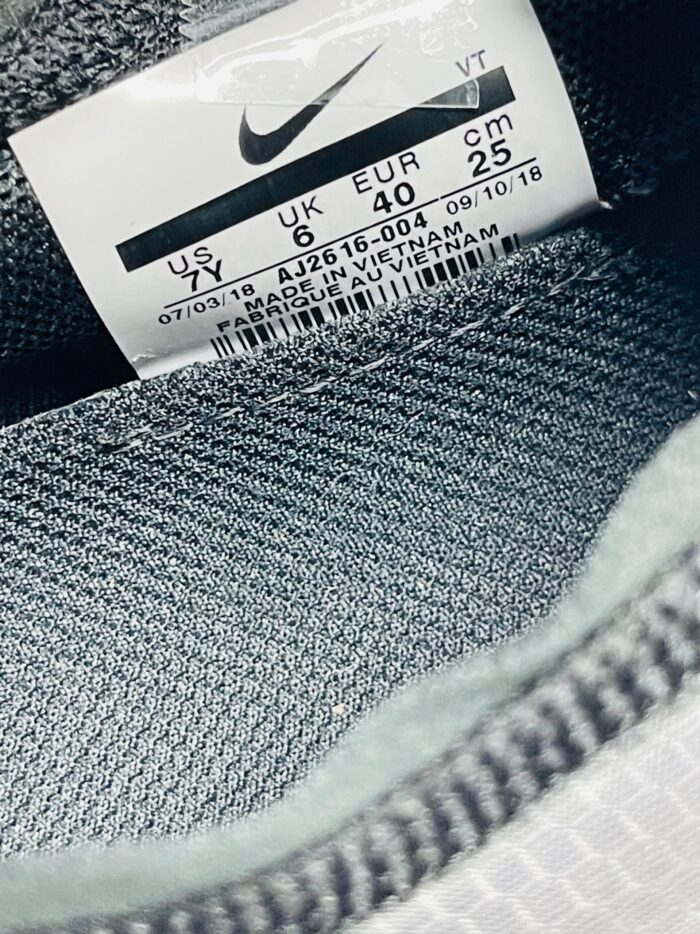 VT
US UK EUR cm
7Y 6 40 25
07/03/18 AJ2616-004 09/10/18
MADE IN VIETNAM
FABRIQUE AU VIETNAM